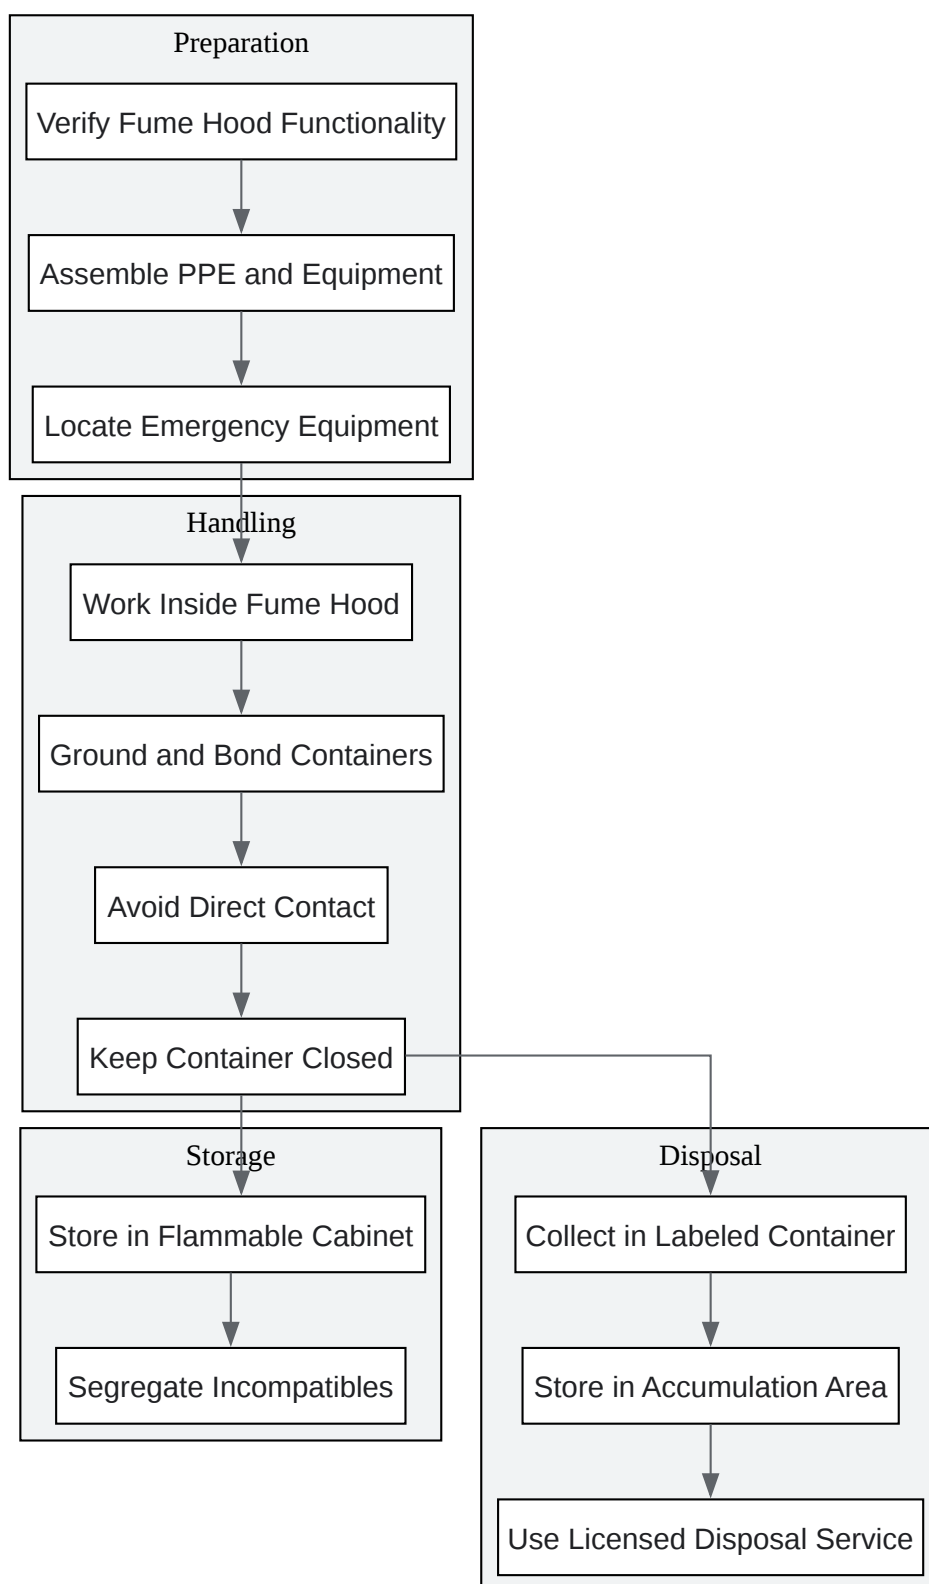 Preparation
Verify Fume Hood Functionality
Assemble PPE and Equipment
Locate Emergency Equipment
Handling
Work Inside Fume Hood
Ground and Bond Containers
Avoid Direct Contact
Keep Container Closed
Storage
Store in Flammable Cabinet
Segregate Incompatibles
Disposal
Collect in Labeled Container
Store in Accumulation Area
Use Licensed Disposal Service